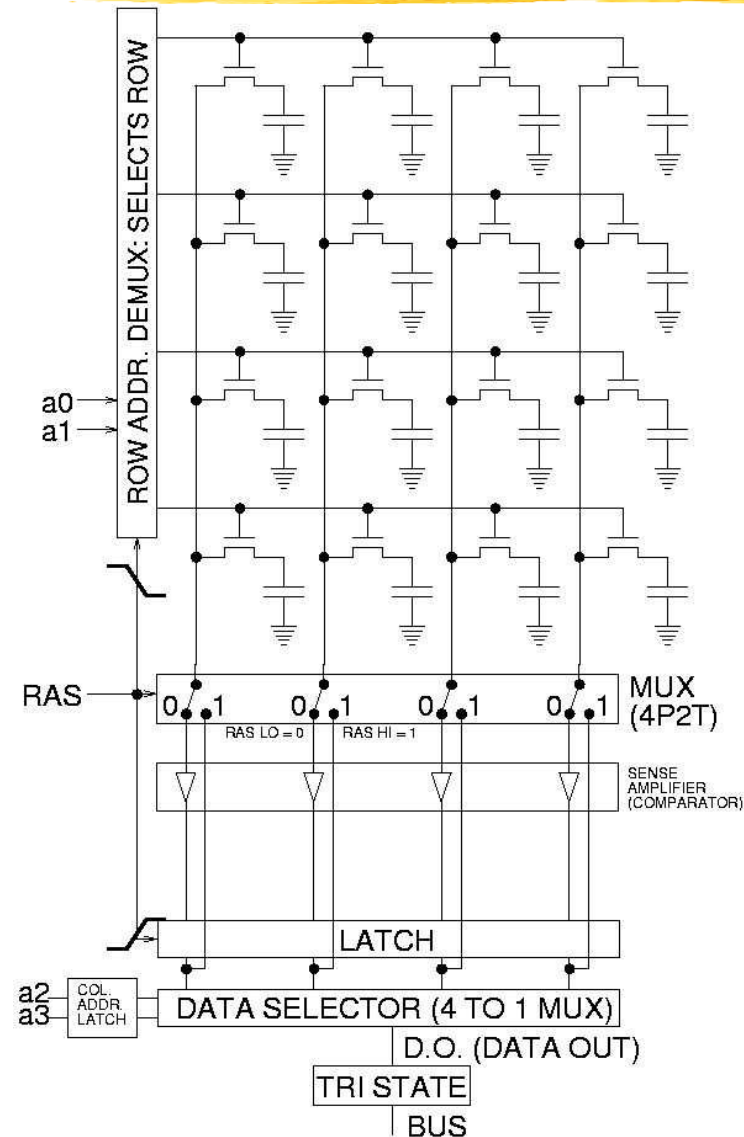 ROW ADDR. DEMUX: SELECTS ROW
a0
a1
RAS
0 1
0 1
0 1
0 1
RAS LO = 0
RAS HI = 1
MUX
(4P2T)
SENSE
AMPLIFIER
(COMPARATOR)
LATCH
a2
a3
COL.
ADDR.
LATCH
DATA SELECTOR (4 TO 1 MUX)
D.O. (DATA OUT)
TRI STATE
BUS